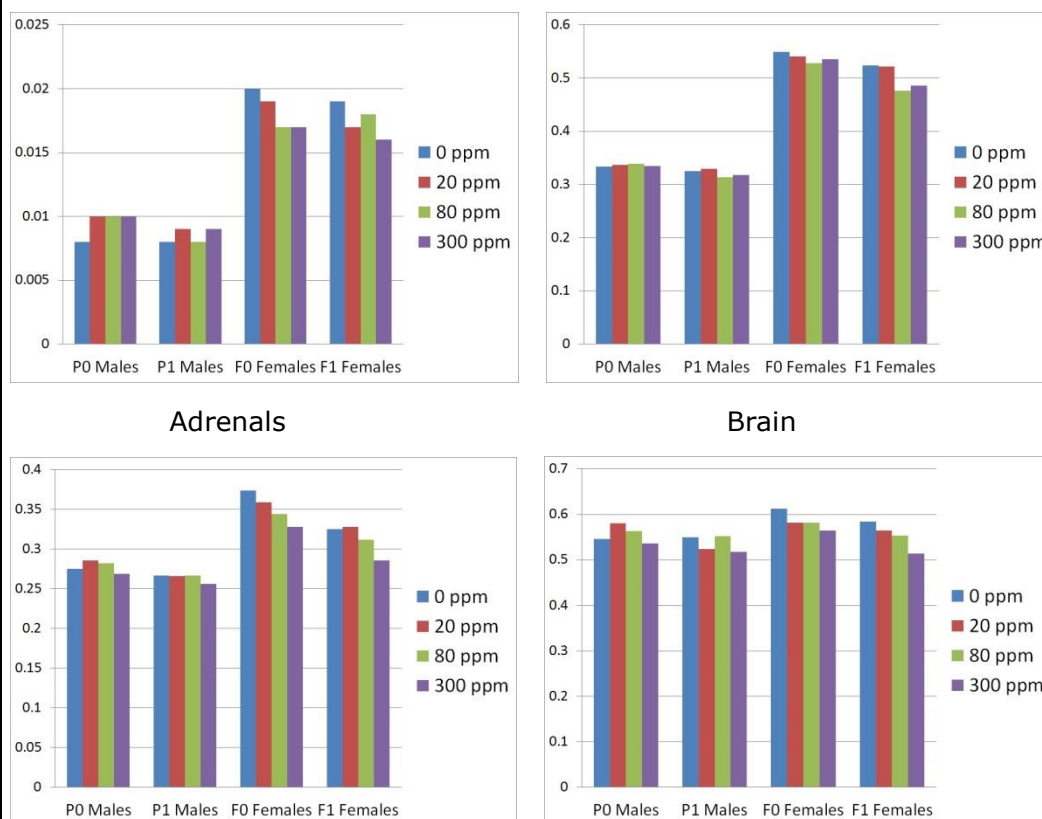 0.025
0.02
0.015
0.01
0.005
0
P0 Males P1 Males F0 Females F1 Females
0 ppm
20 ppm
80 ppm
300 ppm
0.6
0.5
0.4
0.3
0.2
0.1
0
P0 Males P1 Males F0 Females F1 Females
0 ppm
20 ppm
80 ppm
300 ppm
Adrenals
Brain
0.4
0.35
0.3
0.25
0.2
0.15
0.1
0.05
0
P0 Males P1 Males F0 Females F1 Females
0 ppm
20 ppm
80 ppm
300 ppm
0.7
0.6
0.5
0.4
0.3
0.2
0.1
0
P0 Males P1 Males F0 Females F1 Females
0 ppm
20 ppm
80 ppm
300 ppm